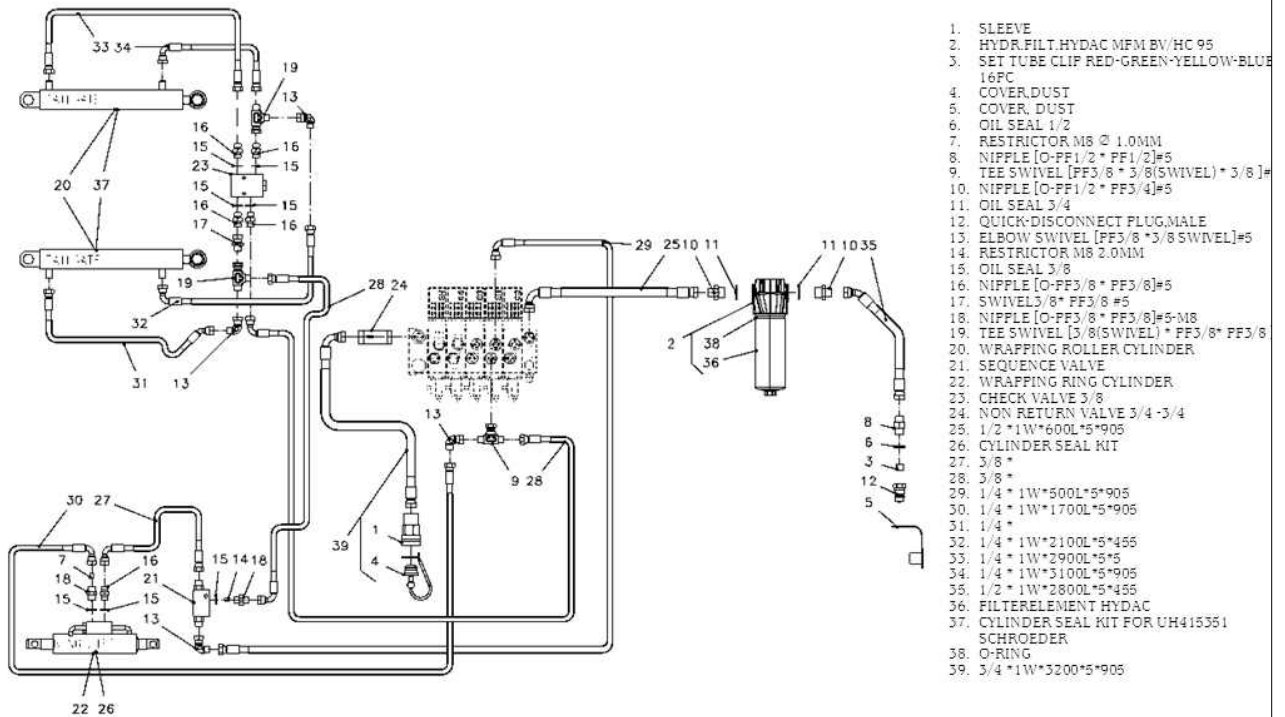 33 34
19
13
16
16
15
15
23
20 37
15
15
16
16
17
19
32
31
13
28 24
29
25 10 11
11 10 35
2
38
36
8
6
3
12
5
13
9 28
39
1
4
30 27
7
16
18
21
15 14 18
15
15
13
22 26
1. SLEEVE
2. HYDR.FILT.HYDAC MFM BV/HC 95
3. SET TUBE CLIP RED-GREEN-YELLOW-BLUE
16PC
4. COVER,DUST
5. COVER, DUST
6. OIL SEAL 1/2
7. RESTRICTOR M8 Ø 1.0MM
8. NIPPLE [O-PF1/2 * PF1/2]#5
9. TEE SWIVEL [PF3/8 * 3/8(SWIVEL) * 3/8 ]#
10. NIPPLE [O-PF1/2 * PF3/4]#5
11. OIL SEAL 3/4
12. QUICK-DISCONNECT PLUG,MALE
13. ELBOW SWIVEL [PF3/8 *3/8 SWIVEL]#5
14. RESTRICTOR M8 2.0MM
15. OIL SEAL 3/8
16. NIPPLE [O-PF3/8* PF3/8]#5
17. SWIVEL3/8* PF3/8 #5
18. NIPPLE [O-PF3/8 * PF3/8]#5-M8
19. TEE SWIVEL [3/8(SWIVEL) * PF3/8* PF3/8
20. WRAPPING ROLLER CYLINDER
21. SEQUENCE VALVE
22. WRAPPING RING CYLINDER
23. CHECK VALVE 3/8
24. NON RETURN VALVE 3/4 -3/4
25. 1/2 *1W*600L*5*905
26. CYLINDER SEAL KIT
27. 3/8 *
28. 3/8 *
29. 1/4 * 1W*500L*5*905
30. 1/4 * 1W*1700L*5*905
31. 1/4 *
32. 1/4 * 1W*2100L*5*455
33. 1/4 * 1W*2900L*5*5
34. 1/4 * 1W*3100L*5*905
35. 1/2 * 1W*2800L*5*455
36. FILTERELEMENT HYDAC
37. CYLINDER SEAL KIT FOR UH415351
SCHROEDER
38. O-RING
39. 3/4 *1W*3200*5*905